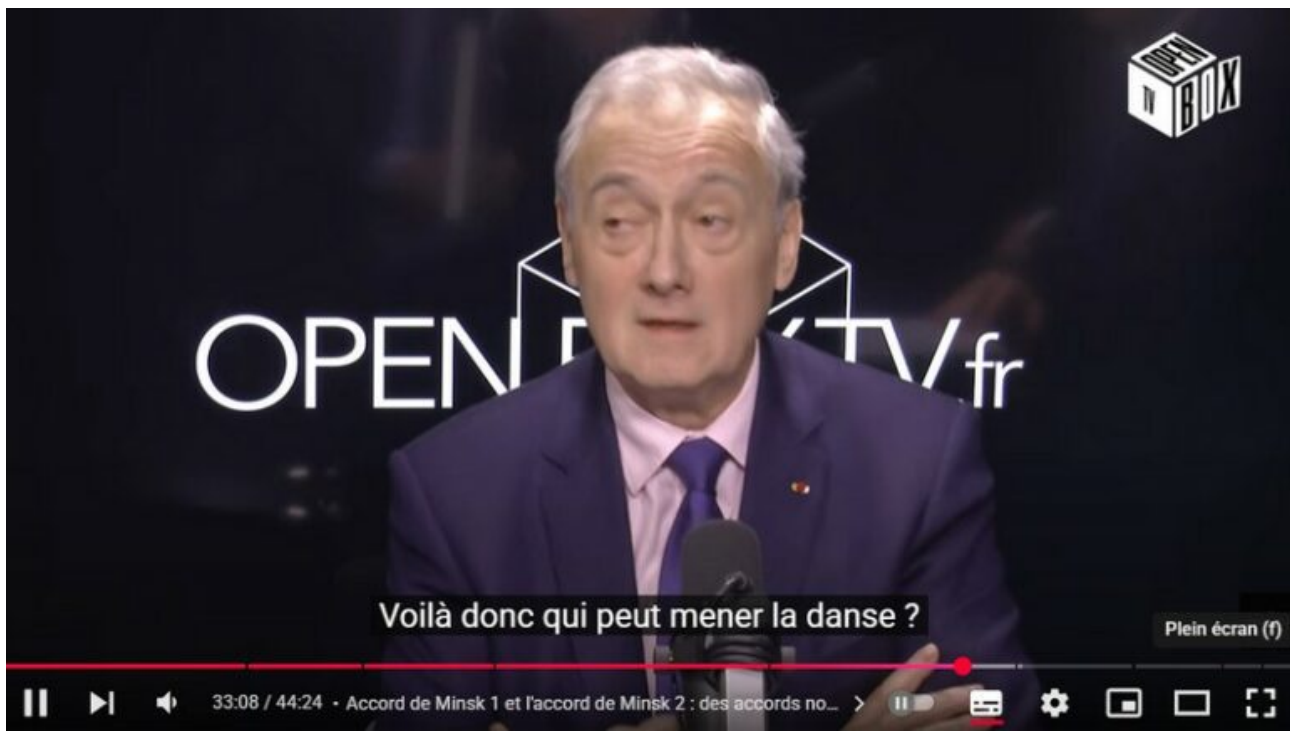 OPEN
TV BOX
OPEN TV.fr
Voilà donc qui peut mener la danse ?
Plein écran (f)
33:08 / 44:24 • Accord de Minsk 1 et l'accord de Minsk 2 : des accords no... >